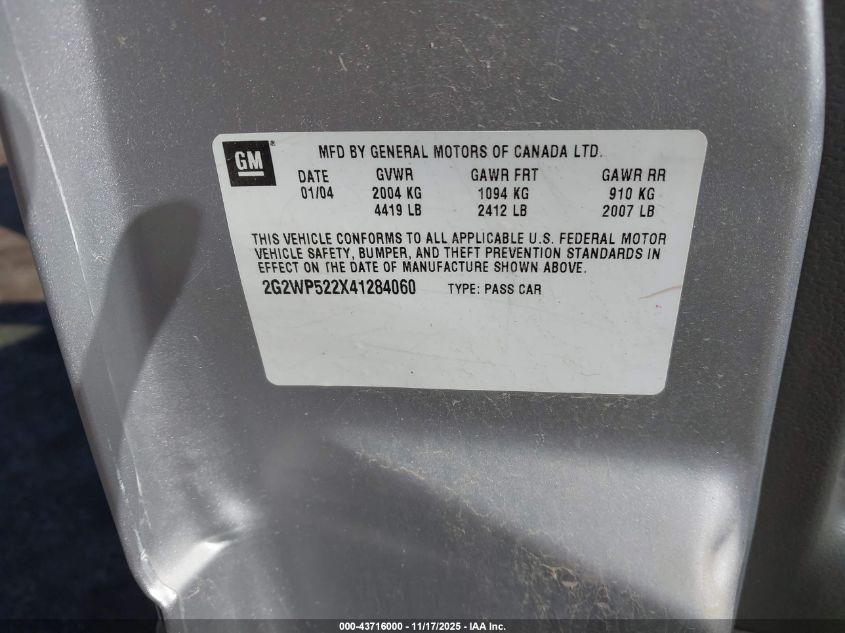 GM
MFD BY GENERAL MOTORS OF CANADA LTD.
DATE GVWR GAWR FRT GAWR RR
01/04 2004 KG 1094 KG 910 KG
4419 LB 2412 LB 2007 LB
THIS VEHICLE CONFORMS TO ALL APPLICABLE U.S. FEDERAL MOTOR
VEHICLE SAFETY, BUMPER, AND THEFT PREVENTION STANDARDS IN
EFFECT ON THE DATE OF MANUFACTURE SHOWN ABOVE.
2G2WP522X41284060 TYPE: PASS CAR
000-43716000 - 11/17/2025 - IAA Inc.